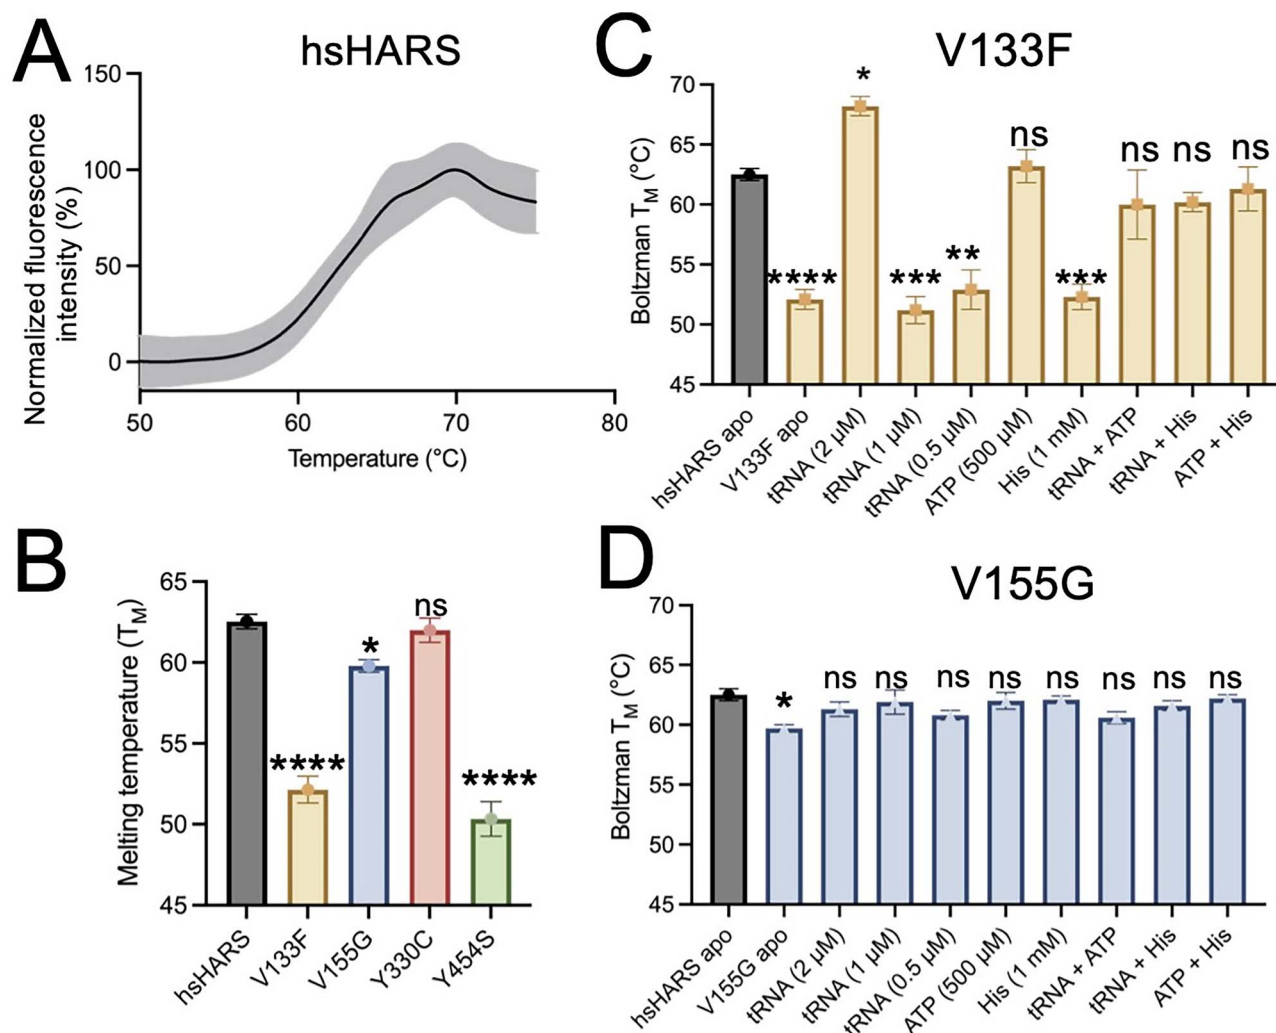 A
hsHARS
Normalized fluorescence
intensity (%)
150
100
50
0
50
60
70
80
Temperature (°C)
B
Melting temperature (TM)
65
60
55
50
45
****
*
ns
****
hsHARS
V133F
V155G
Y330C
Y454S
C
V133F
Boltzman TM (°C)
70
65
60
55
50
45
****
*
***
**
ns
***
ns
ns
ns
hsHARS apo
V133F apo
tRNA (2 µM)
tRNA (1 µM)
tRNA (0.5 µM)
ATP (500 µM)
His (1 mM)
tRNA + ATP
tRNA + His
ATP + His
D
V155G
Boltzman TM (°C)
70
65
60
55
50
45
*
ns
ns
ns
ns
ns
ns
ns
ns
hsHARS apo
V155G apo
tRNA (2 µM)
tRNA (1 µM)
tRNA (0.5 µM)
ATP (500 µM)
His (1 mM)
tRNA + ATP
tRNA + His
ATP + His